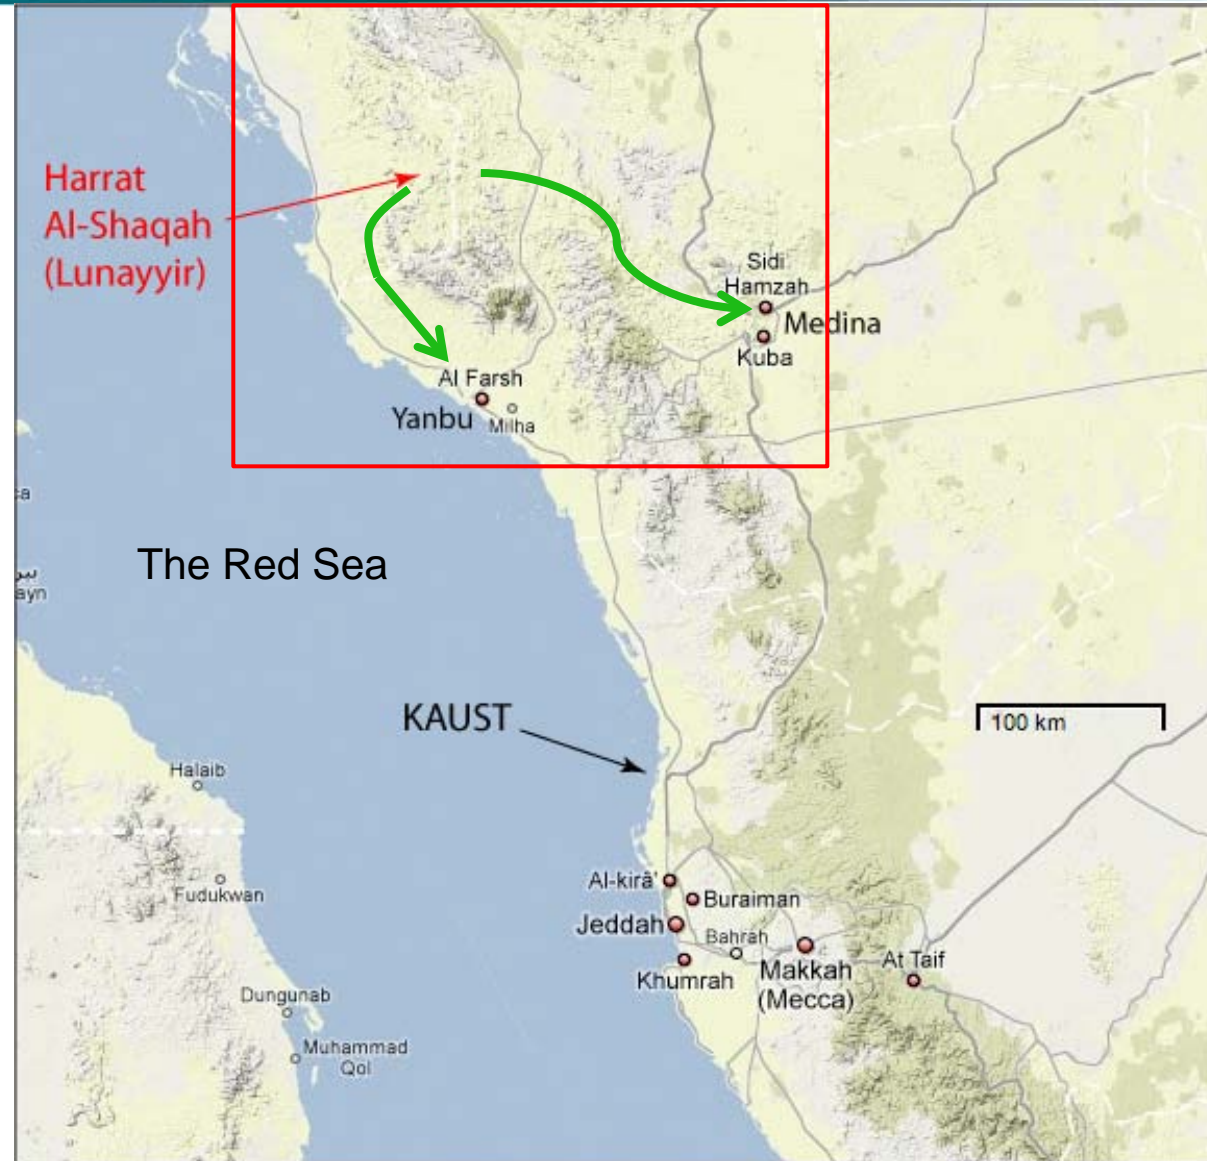 Harrat
Al-Shaqah
(Lunayyir)
Sidi
Hamzah
Medina
Kuba
Al Farsh
Yanbu
Milha
The Red Sea
KAUST
100 km
Halaib
Fudukwan
Al-kirâ'
Buraiman
Jeddah
Bahrah
Khumrah
Makkah
(Mecca)
At Taif
Dungunab
Muhammad
Qol